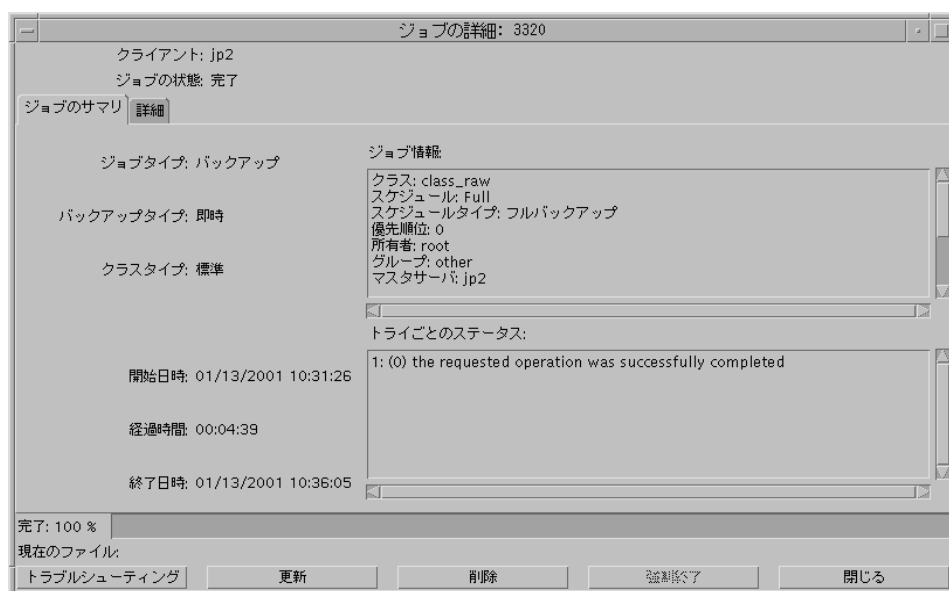 ジョブの詳細: 3320
クライアント: jp2
ジョブの状態: 完了
ジョブのサマリ
詳細
ジョブタイプ: バックアップ
バックアップタイプ: 即時
クラスタイプ: 標準
開始日時: 01/13/2001 10:31:26
経過時間: 00:04:39
終了日時: 01/13/2001 10:36:05
ジョブ情報:
クラス: class_raw
スケジュール: Full
スケジュールタイプ: フルバックアップ
優先順位: 0
所有者: root
グループ: other
マスタサーバ: jp2
トライごとのステータス:
1: (0) the requested operation was successfully completed
完了: 100 %
現在のファイル:
トラブルシューティング
更新
削除
強制終了
閉じる